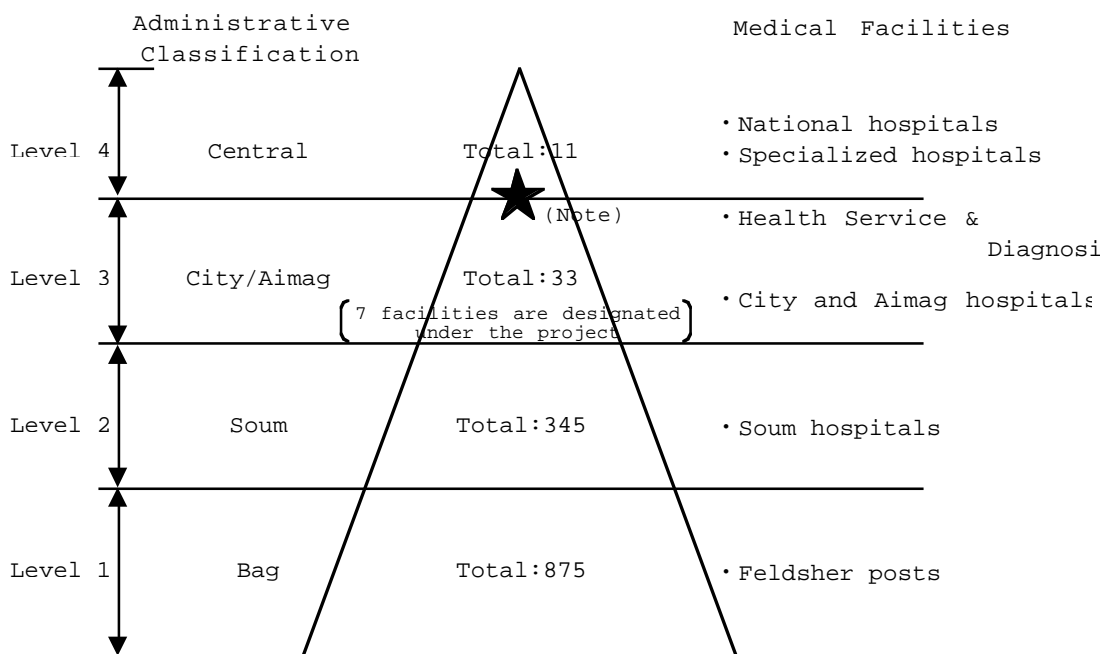 Administrative
Classification
Medical Facilities
Level 4
Central
Total:11
・National hospitals
・Specialized hospitals
(Note)
・Health Service &
Diagnosi
Level 3
City/Aimag
Total:33
・City and Aimag hospitals
7 facilities are designated
under the project
Level 2
Soum
Total:345
・Soum hospitals
Level 1
Bag
Total:875
・Feldsher posts